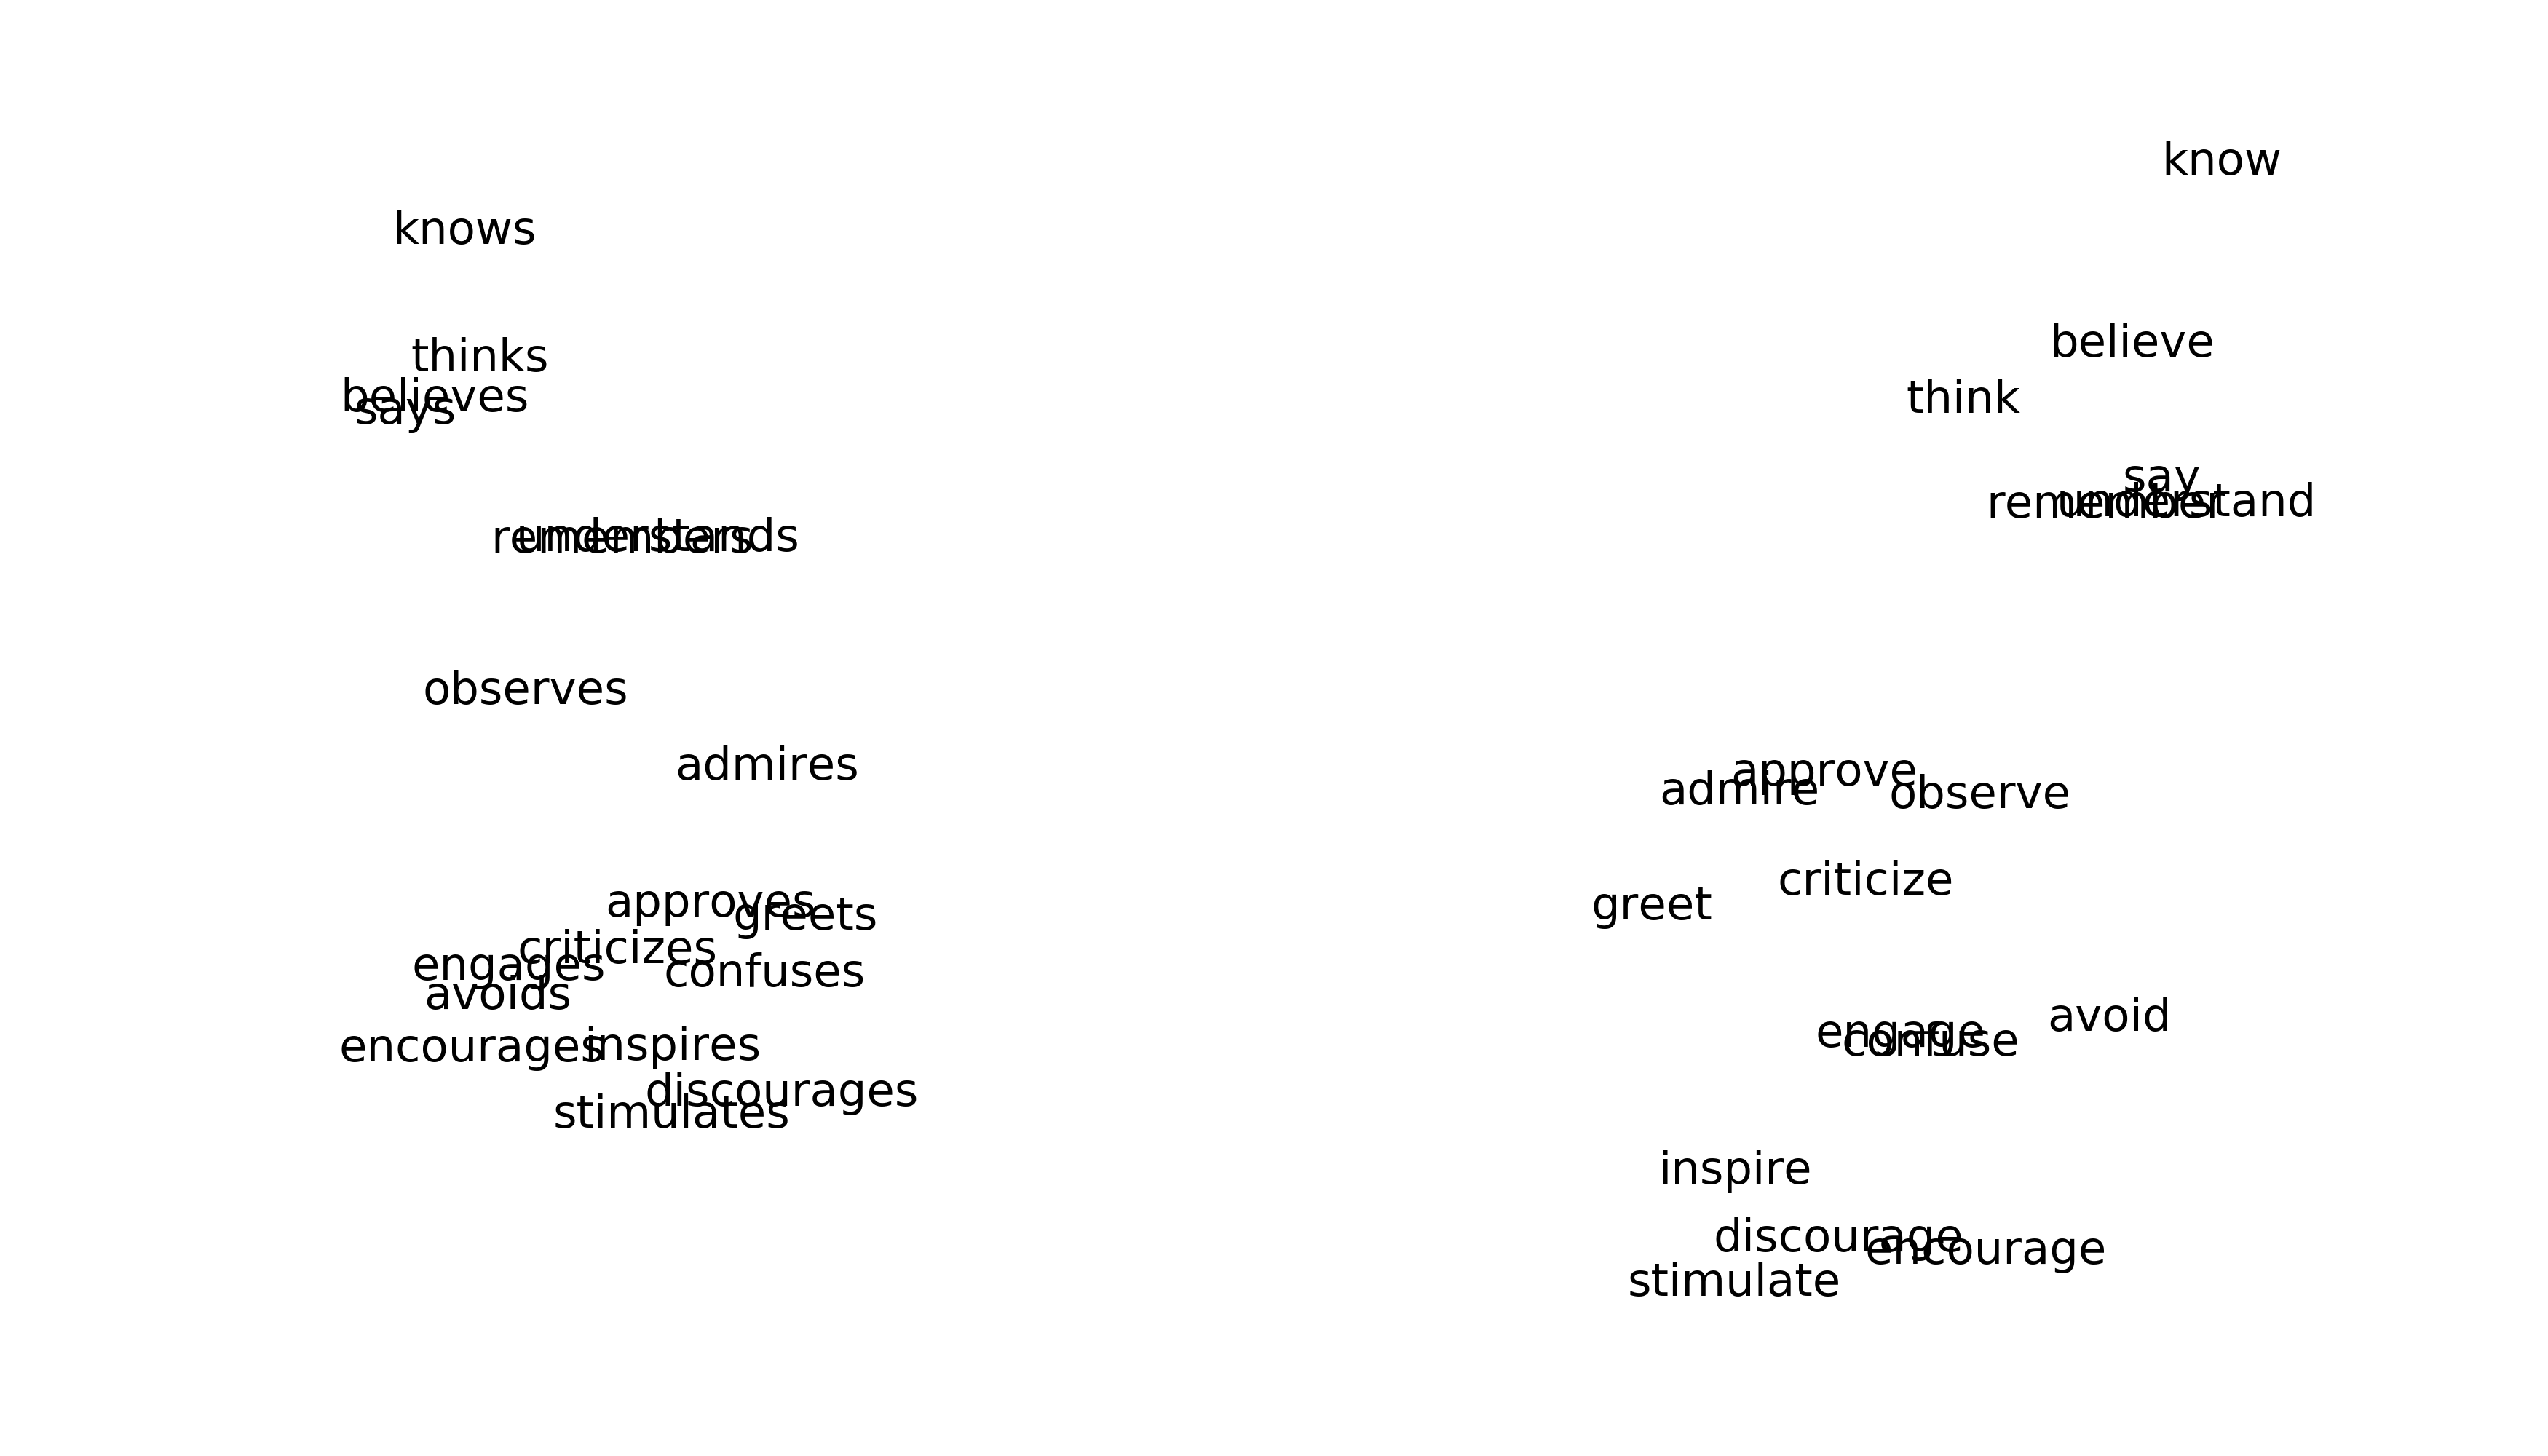 know
knows
believe
thinks
believes
think
says
say
understand
remember
understands
remembers
observes
admires
approve
admire
observe
criticize
approves
greet
greets
criticizes
engages
confuses
avoids
avoid
engage
confuse
encourages
inspires
discourages
stimulates
inspire
discourage
encourage
stimulate